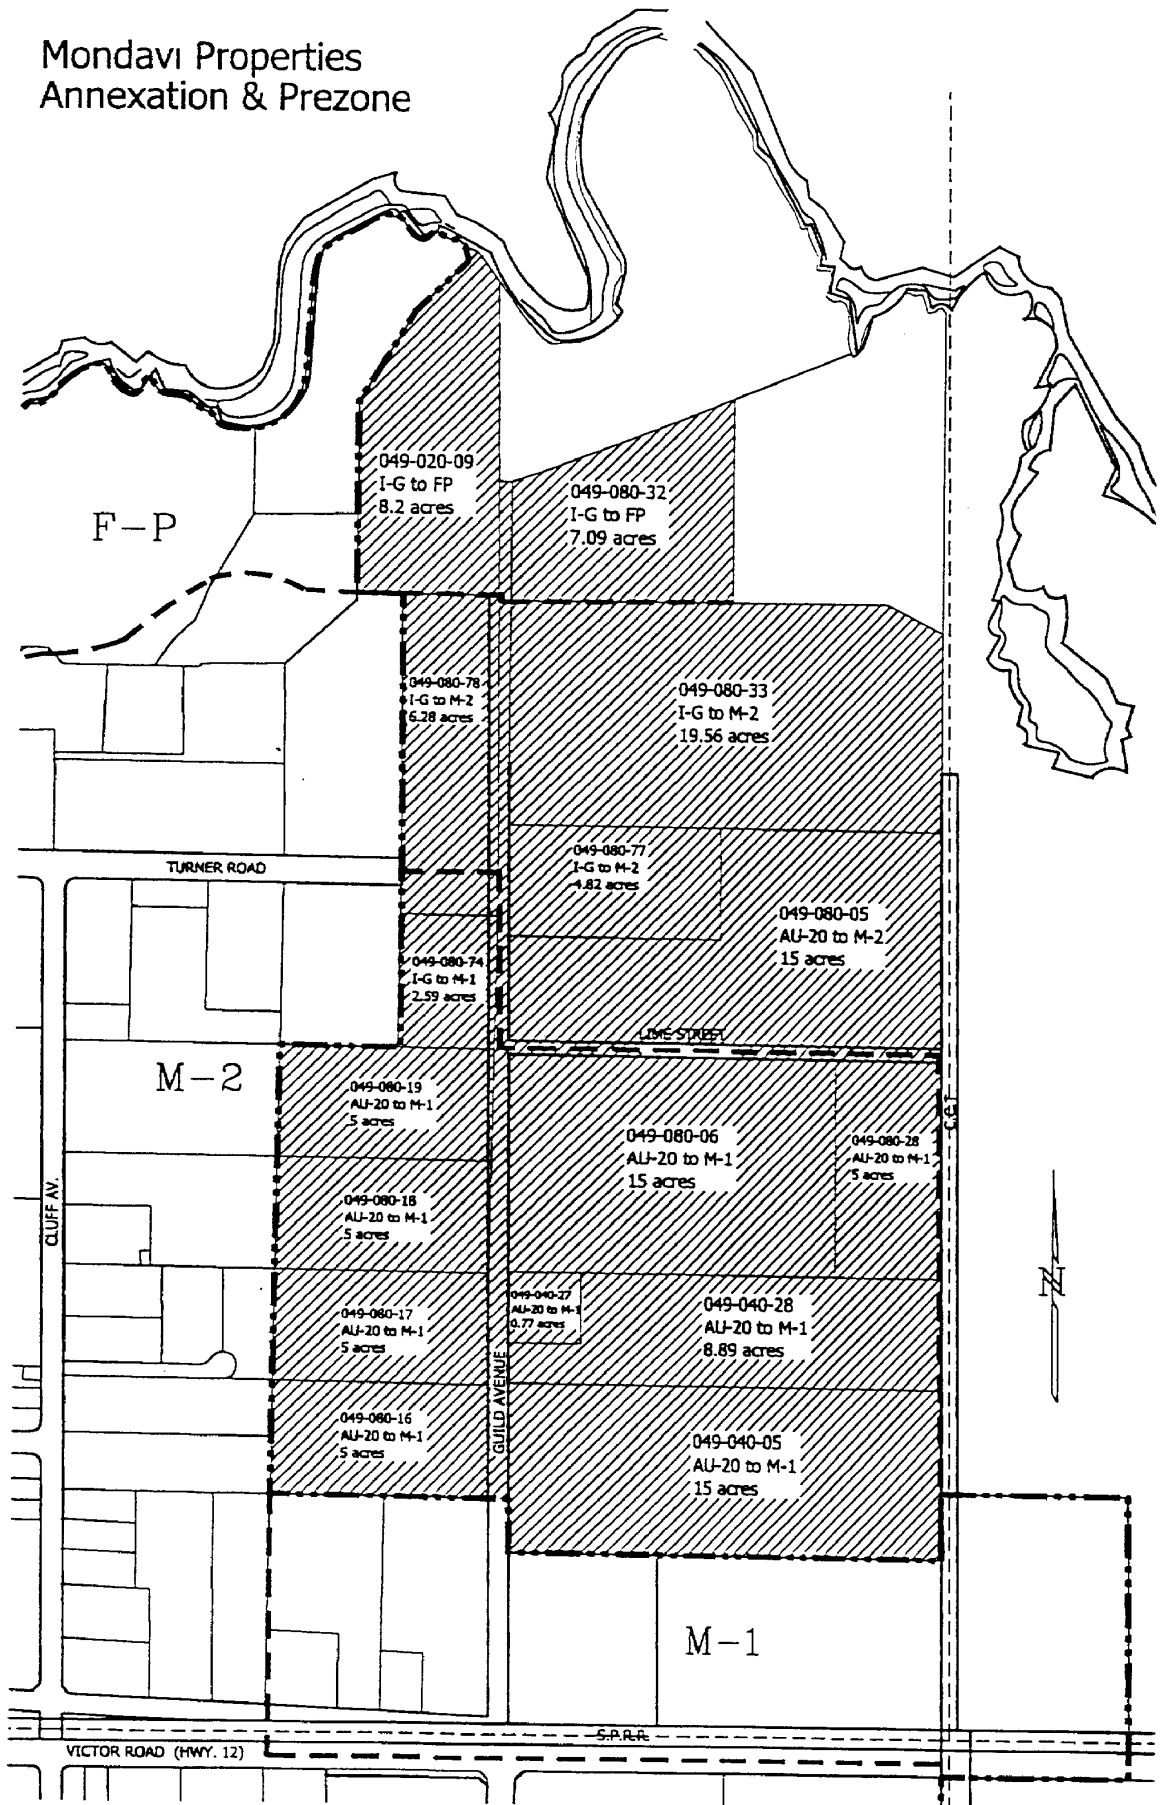 Mondavi Properties
Annexation & Prezone
049-020-09
I-G to FP
8.2 acres
049-080-32
I-G to FP
7.09 acres
F-P
049-080-78
I-G to M-2
6.28 acres
049-080-33
I-G to M-2
19.56 acres
TURNER ROAD
049-080-77
I-G to M-2
4.82 acres
049-080-05
AU-20 to M-2
15 acres
049-080-74
I-G to M-1
2.59 acres
LIME STREET
M-2
049-080-19
AU-20 to M-1
5 acres
049-080-06
AU-20 to M-1
15 acres
049-080-28
AU-20 to M-1
5 acres
C.C.T.
CLUFF AV.
049-080-18
AU-20 to M-1
5 acres
N
049-040-27
AU-20 to M-1
0.77 acres
049-040-28
AU-20 to M-1
8.89 acres
049-080-17
AU-20 to M-1
5 acres
GUILD AVENUE
049-080-16
AU-20 to M-1
5 acres
049-040-05
AU-20 to M-1
15 acres
M-1
S.P.R.R.
VICTOR ROAD (HWY. 12)